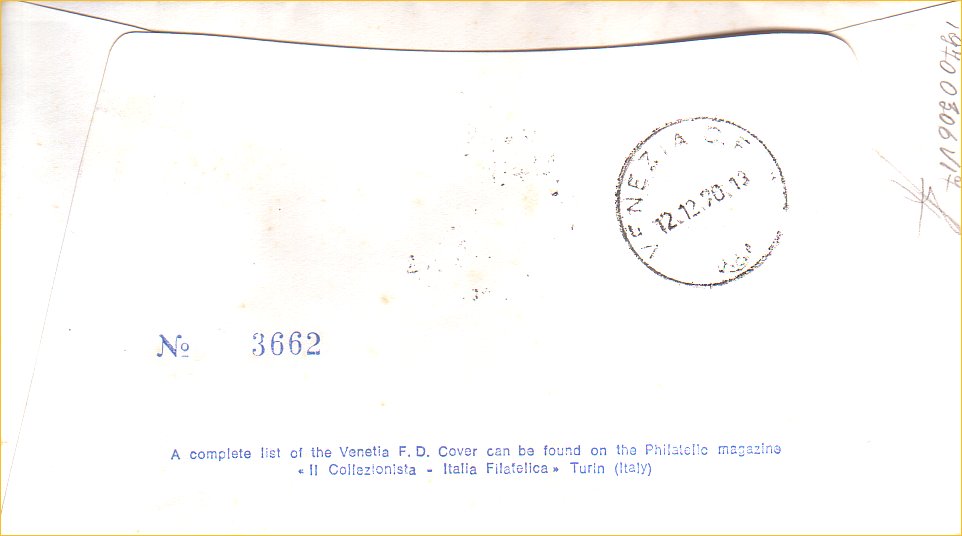 VENEZIA C.P.
12.12.70.13
№ 3662
A complete list of the Venetia F. D. Cover can be found on the Philatelic magazine
« Il Collezionista - Italia Filatelica » Turin (Italy)